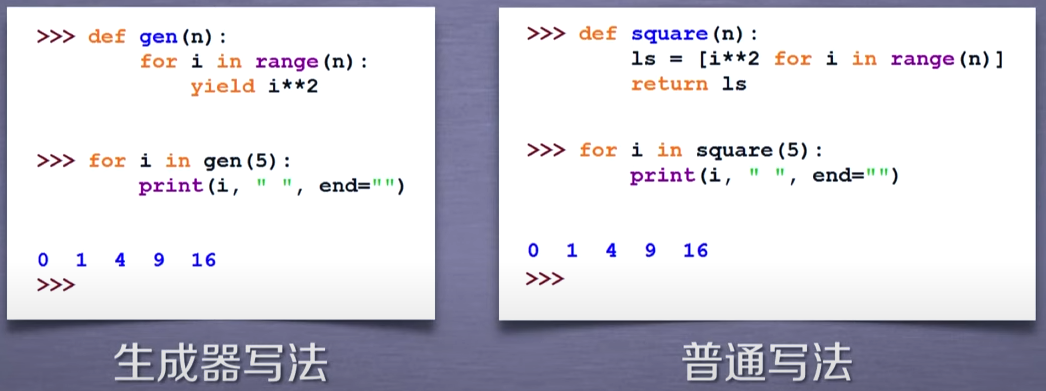 >>> def gen(n):
        for i in range(n):
            yield i**2
>>> for i in gen(5):
        print(i, " ", end="")
0  1  4  9  16
>>>
生成器写法
>>> def square(n):
        ls = [i**2 for i in range(n)]
        return ls
>>> for i in square(5):
        print(i, " ", end="")
0  1  4  9  16
>>>
普通写法